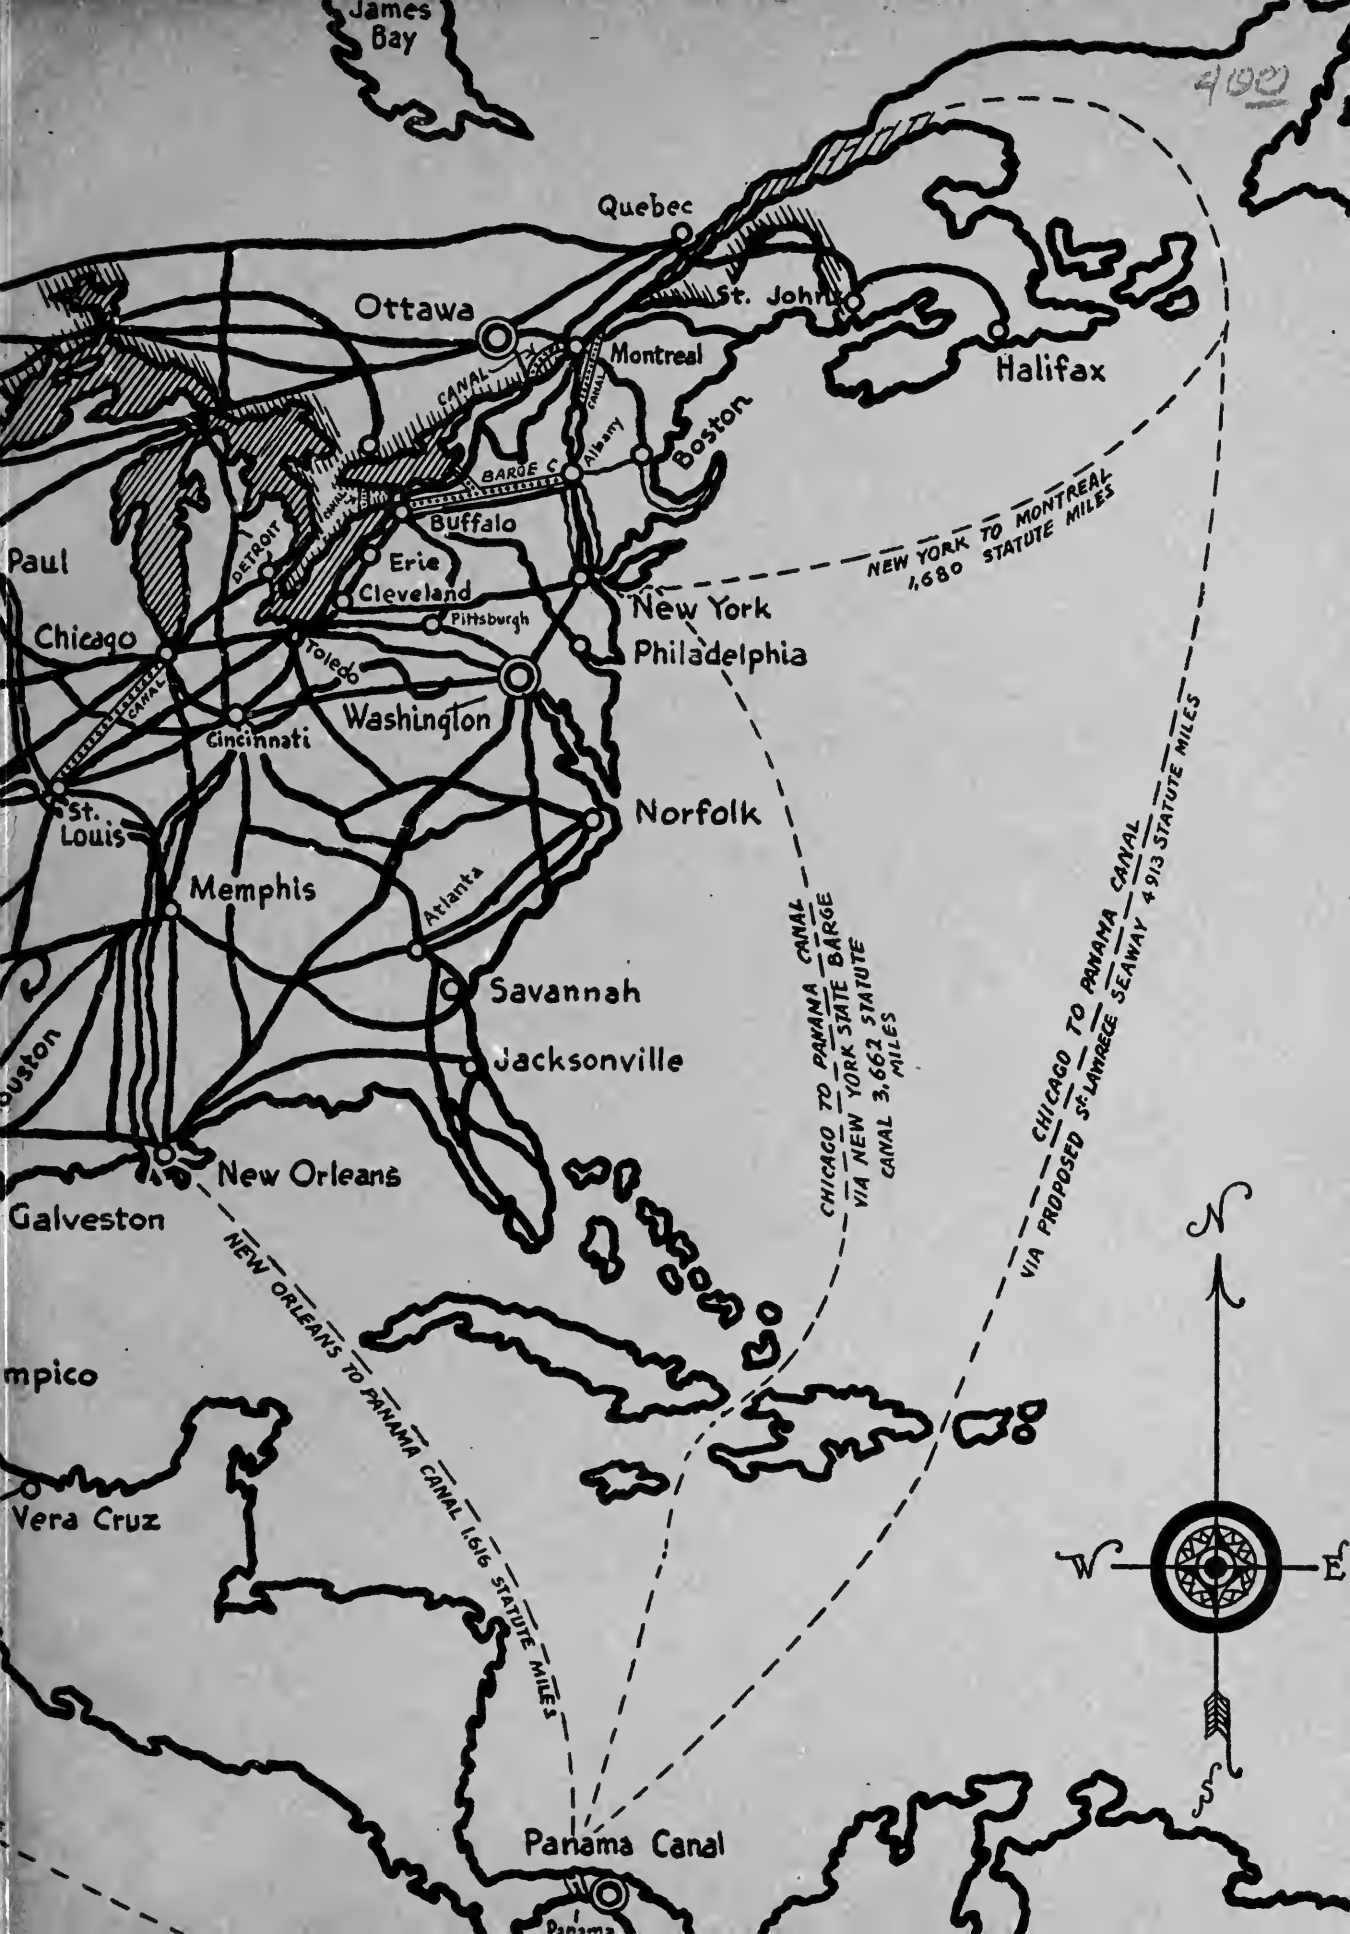 James
Bay
400
Quebec
Ottawa
St. John
Montreal
Halifax
CANAL
CANAL
Albany
Boston
BARGE C
CANAL
Buffalo
DETROIT
Erie
Paul
Cleveland
NEW YORK TO MONTREAL
1,680 STATUTE MILES
New York
Pittsburgh
Chicago
Toledo
Philadelphia
CANAL
Washington
Cincinnati
St.
Louis
Norfolk
Memphis
Atlanta
Savannah
Jacksonville
ouston
CHICAGO TO PANAMA CANAL
VIA NEW YORK STATE BARGE
CANAL 3,662 STATUTE
MILES
CHICAGO TO PANAMA CANAL
VIA PROPOSED St. LAWRECE SEAWAY 4913 STATUTE MILES
New Orleans
Galveston
NEW ORLEANS TO PANAMA CANAL 1,616 STATUTE MILES
mpico
Vera Cruz
N
W
E
S
Panama Canal
Panama